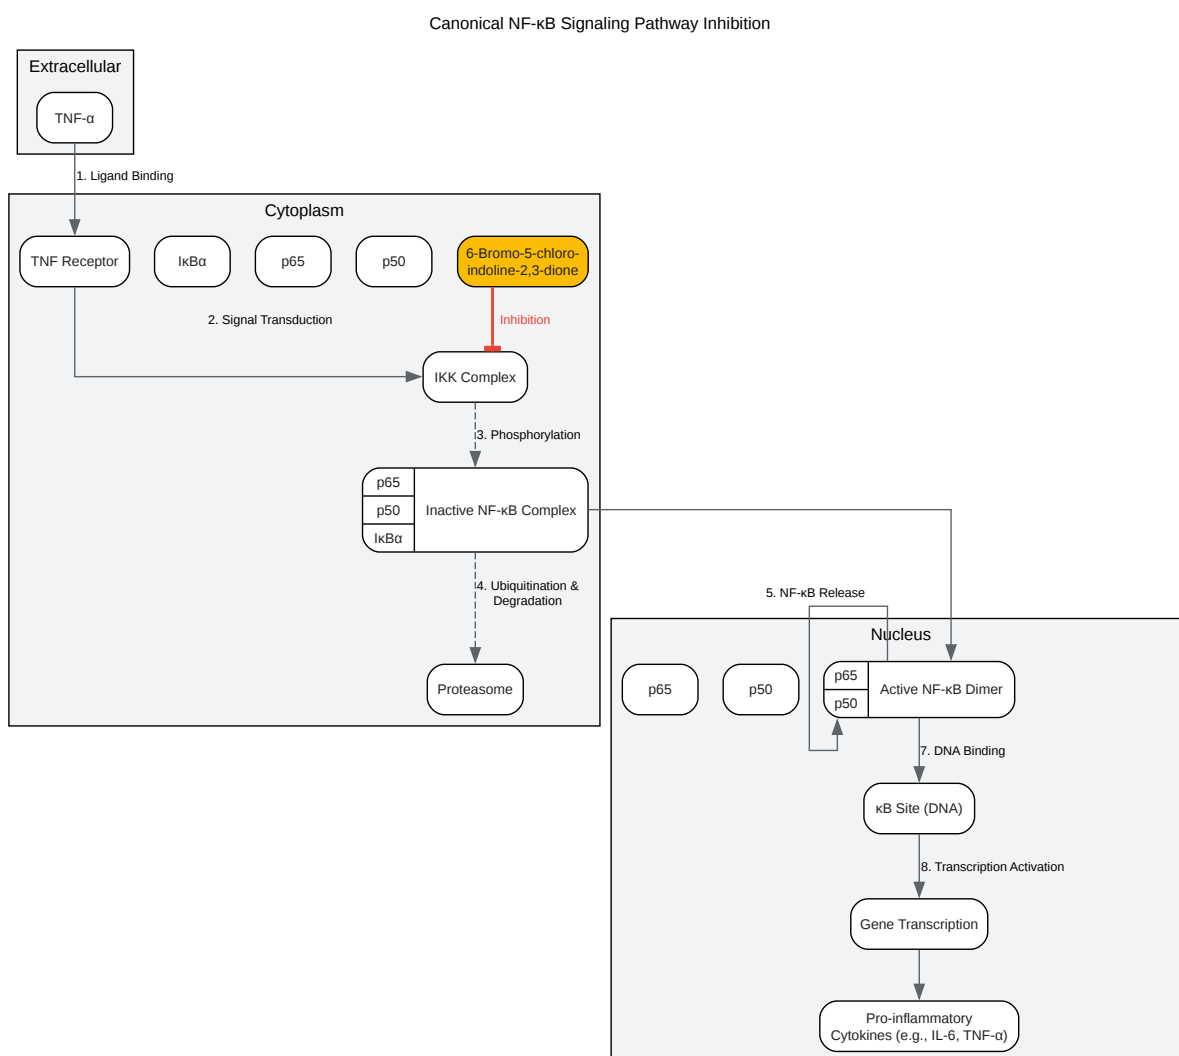 Canonical NF-κB Signaling Pathway Inhibition
Extracellular
TNF-α
1. Ligand Binding
Cytoplasm
TNF Receptor
IκBα
p65
p50
6-Bromo-5-chloro-
indoline-2,3-dione
2. Signal Transduction
Inhibition
IKK Complex
3. Phosphorylation
p65
p50
IκBα
Inactive NF-κB Complex
4. Ubiquitination &
Degradation
Proteasome
5. NF-κB Release
Nucleus
p65
p50
p65
p50
Active NF-κB Dimer
7. DNA Binding
κB Site (DNA)
8. Transcription Activation
Gene Transcription
Pro-inflammatory
Cytokines (e.g., IL-6, TNF-α)